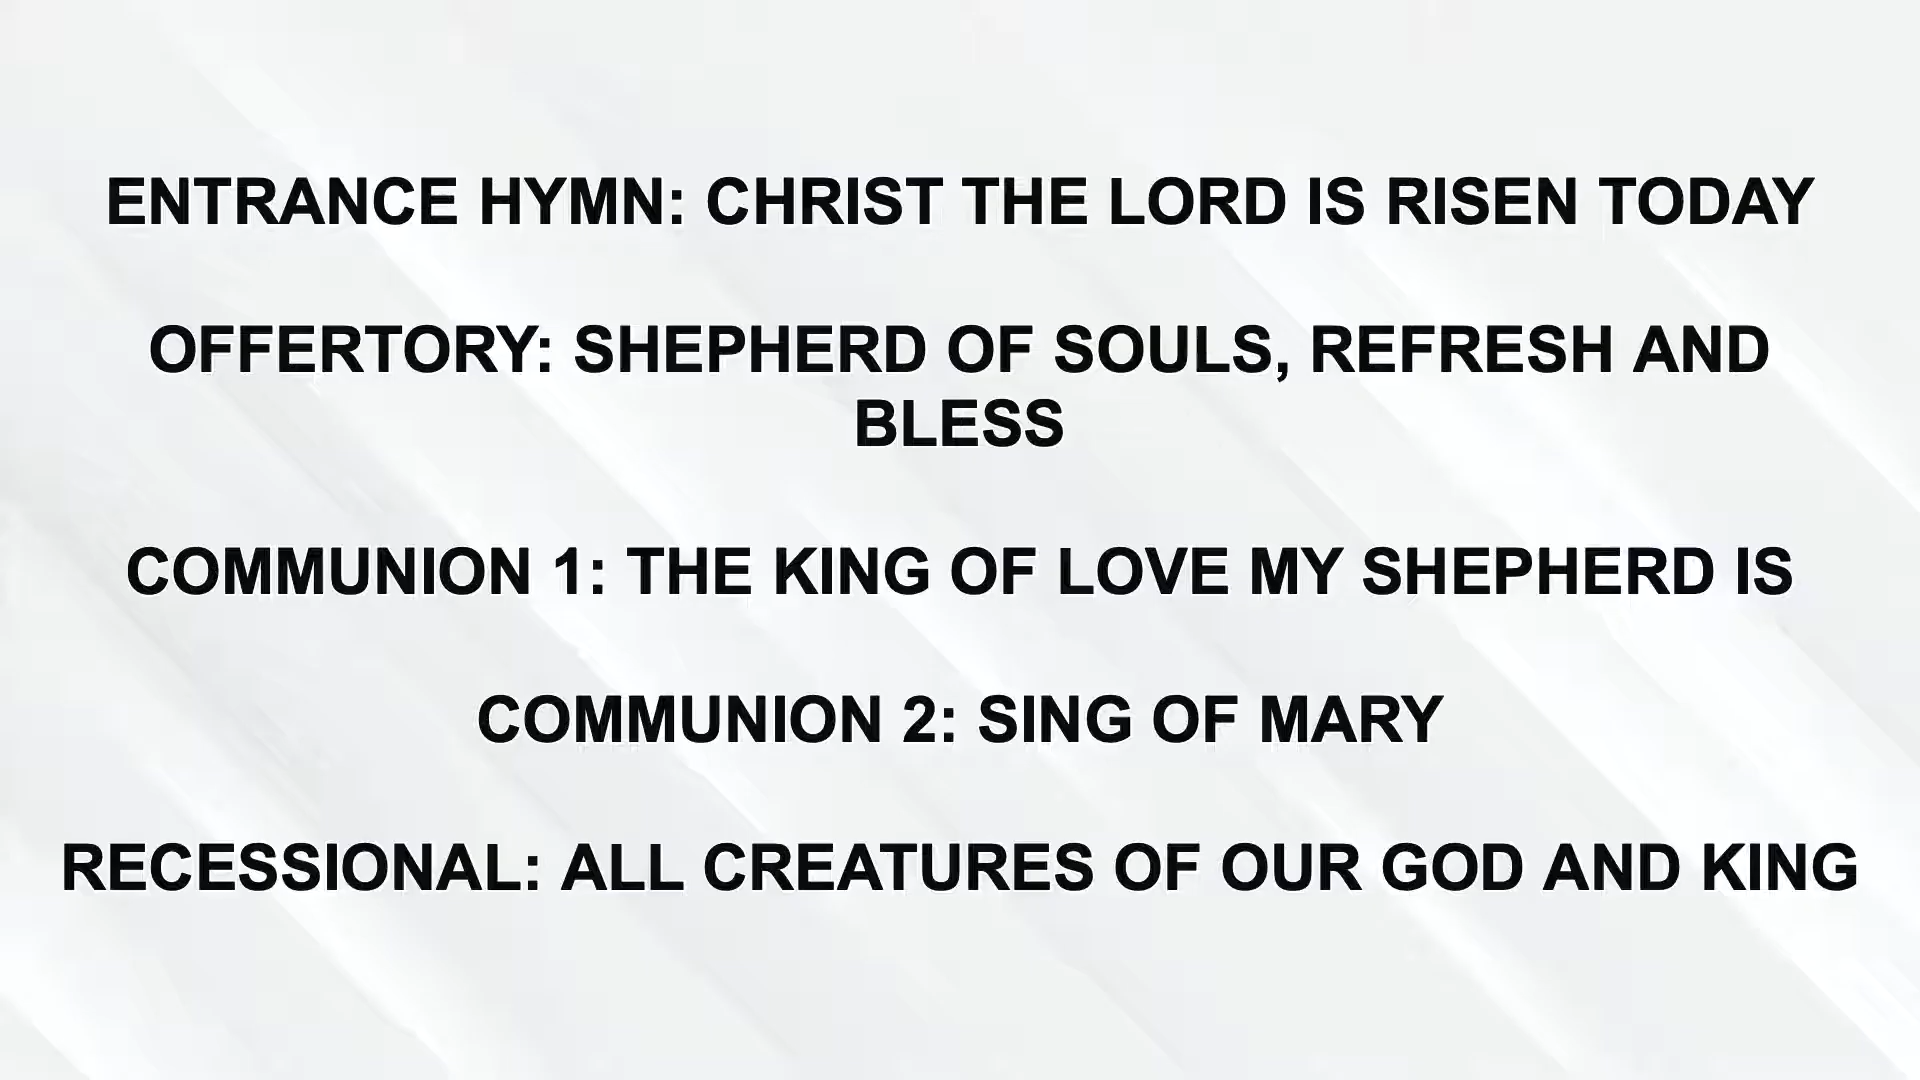 ENTRANCE HYMN: CHRIST THE LORD IS RISEN TODAY
OFFERTORY: SHEPHERD OF SOULS, REFRESH AND
BLESS
COMMUNION 1: THE KING OF LOVE MY SHEPHERD IS
COMMUNION 2: SING OF MARY
RECESSIONAL: ALL CREATURES OF OUR GOD AND KING